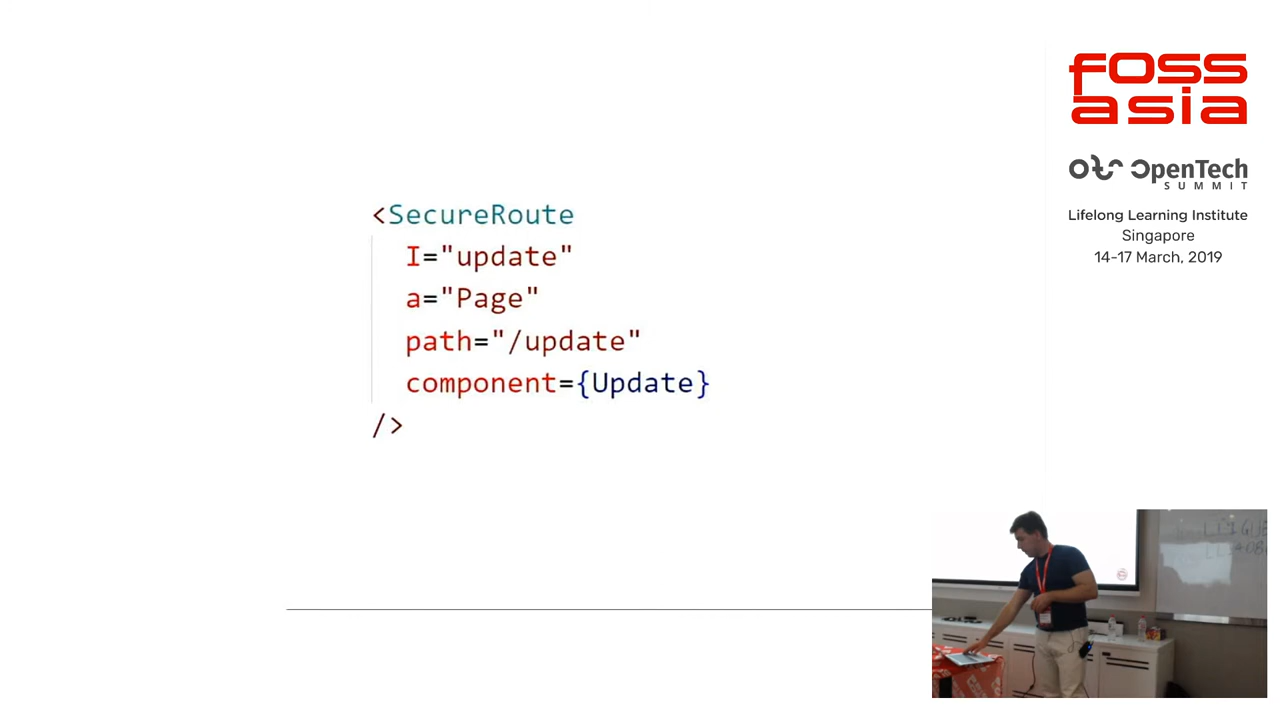 <SecureRoute
I="update"
a="Page"
path="/update"
component={Update}
/>
foss
asia
OpenTech
SUMMIT
Lifelong Learning Institute
Singapore
14-17 March, 2019